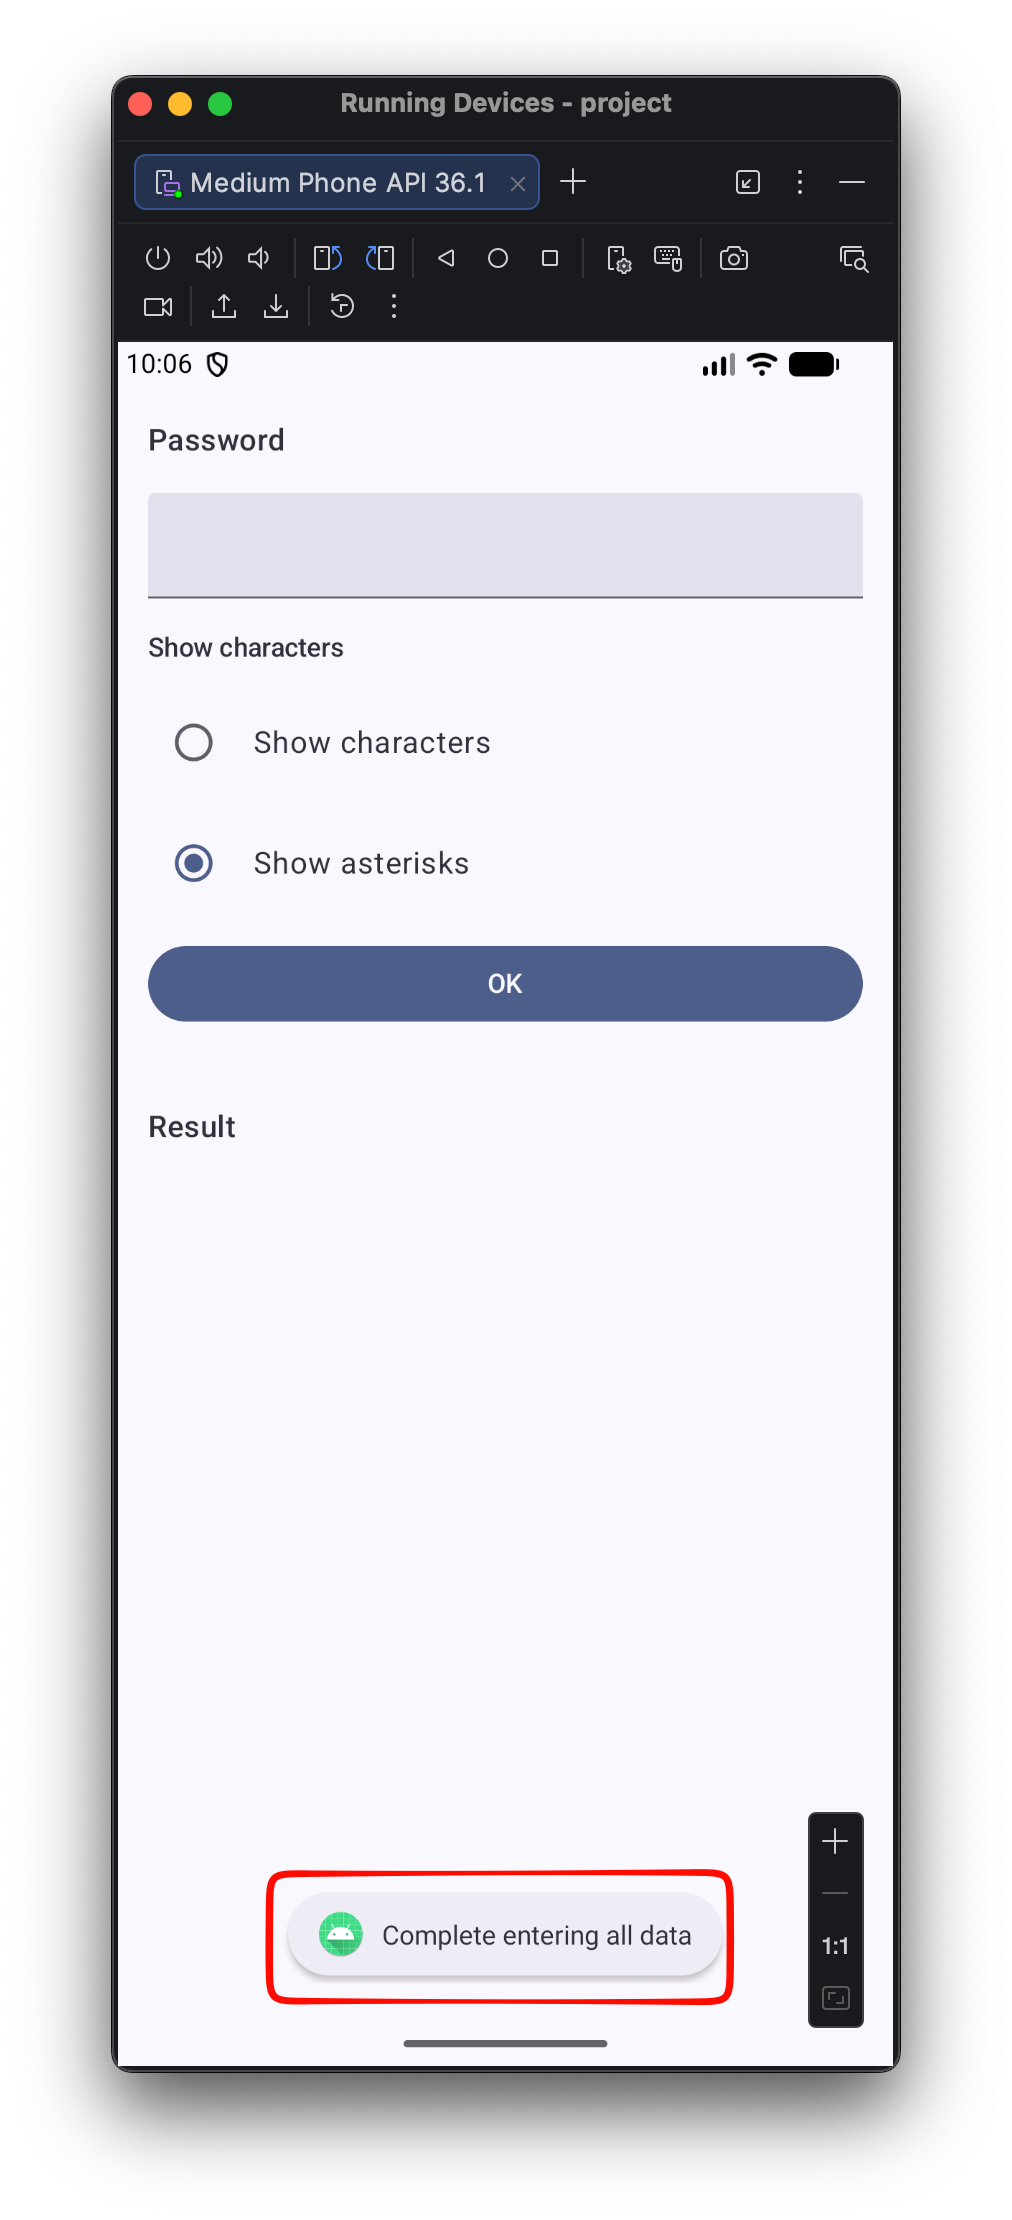 Running Devices - project
Medium Phone API 36.1
10:06
Password
Show characters
Show characters
Show asterisks
OK
Result
Complete entering all data
1:1